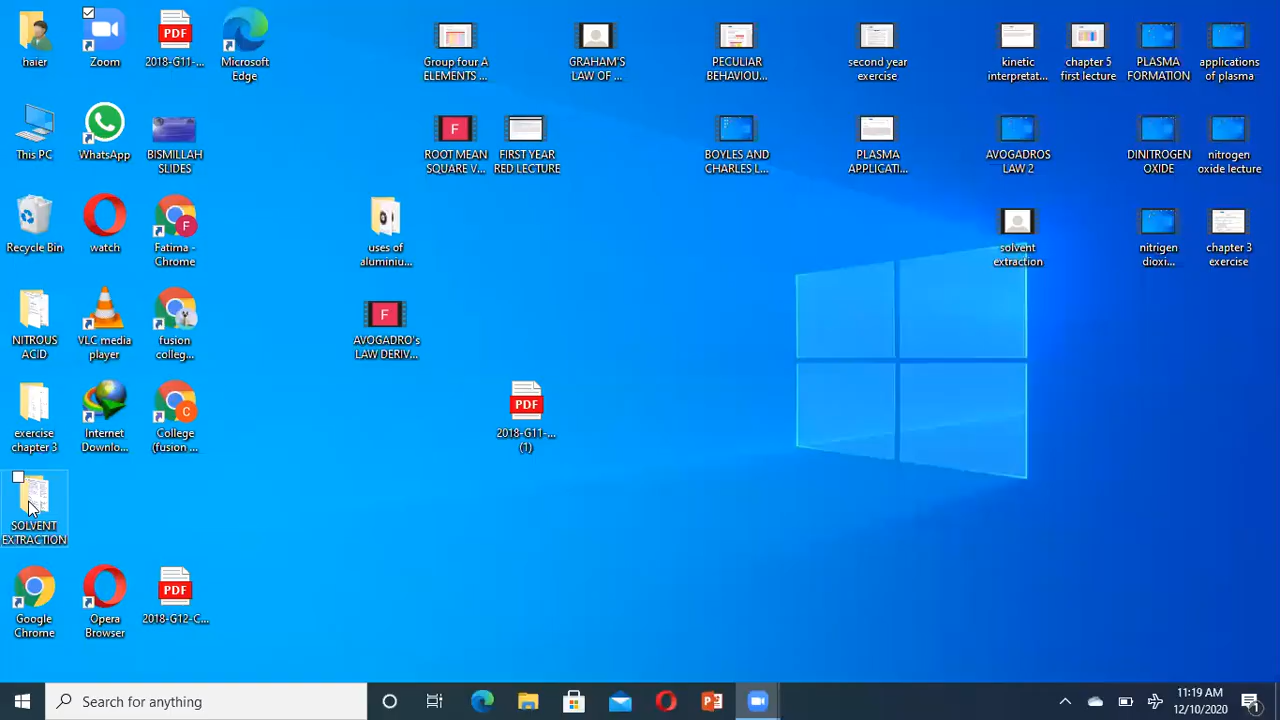 haier
Zoom
PDF
2018-G11-...
Microsoft
Edge
Group four A
ELEMENTS ...
GRAHAM'S
LAW OF ...
PECULIAR
BEHAVIOU...
second year
exercise
kinetic
interpretat...
chapter 5
first lecture
PLASMA
FORMATION
applications
of plasma
This PC
WhatsApp
BISMILLAH
SLIDES
F
ROOT MEAN
SQUARE V...
FIRST YEAR
RED LECTURE
BOYLES AND
CHARLES L...
PLASMA
APPLICATI...
AVOGADROS
LAW 2
DINITROGEN
OXIDE
nitrogen
oxide lecture
Recycle Bin
watch
F
Fatima -
Chrome
uses of
aluminiu...
solvent
extraction
nitrigen
dioxi...
chapter 3
exercise
NITROUS
ACID
VLC media
player
fusion
colleg...
F
AVOGADRO's
LAW DERIV...
exercise
chapter 3
Internet
Downlo...
C
College
(fusion ...
PDF
2018-G11-...
(1)
SOLVENT
EXTRACTION
Google
Chrome
Opera
Browser
PDF
2018-G12-C...
Search for anything
11:19 AM
12/10/2020
1